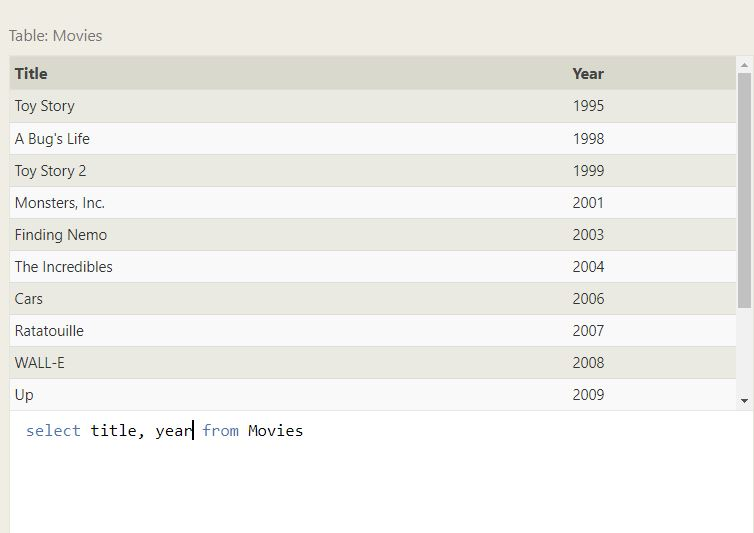 Table: Movies
Title Year
Toy Story 1995
A Bug's Life 1998
Toy Story 2 1999
Monsters, Inc. 2001
Finding Nemo 2003
The Incredibles 2004
Cars 2006
Ratatouille 2007
WALL-E 2008
Up 2009
select title, year from Movies